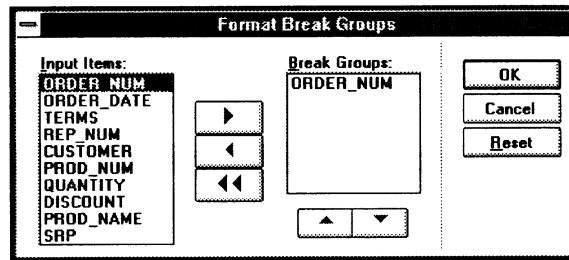 Format Break Groups
Input Items:
ORDER_NUM
ORDER_DATE
TERMS
REP_NUM
CUSTOMER
PROD_NUM
QUANTITY
DISCOUNT
PROD_NAME
SRP
Break Groups:
ORDER_NUM
OK
Cancel
Reset